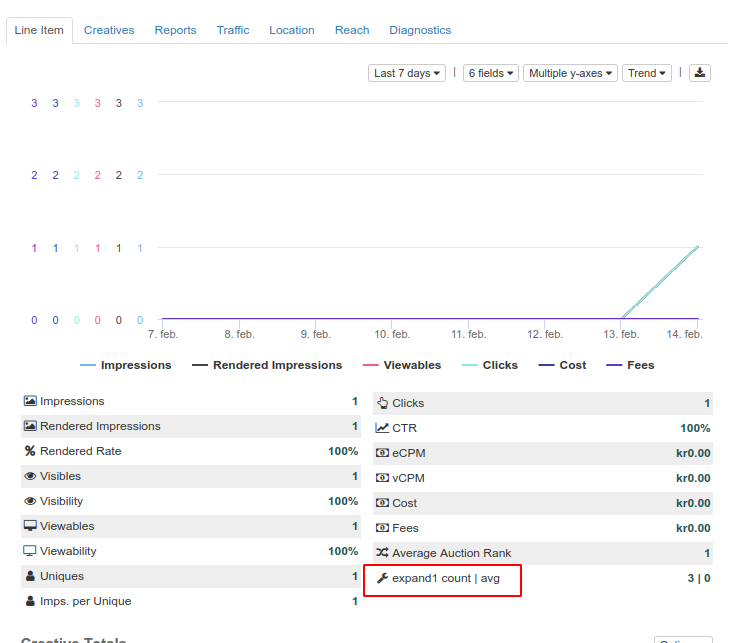 Line Item Creatives Reports Traffic Location Reach Diagnostics
Last 7 days | 6 fields Multiple y-axes Trend |
3 3 3 3 3 3
2 2 2 2 2 2
1 1 1 1 1 1
0 0 0 0 0 0
7. feb. 8. feb. 9. feb. 10. feb. 11. feb. 12. feb. 13. feb. 14. feb.
Impressions Rendered Impressions Viewables Clicks Cost Fees
Impressions 1
Rendered Impressions 1
Rendered Rate 100%
Visibles 1
Visibility 100%
Viewables 1
Viewability 100%
Uniques 1
Imps. per Unique 1
Clicks 1
CTR 100%
eCPM kr0.00
vCPM kr0.00
Cost kr0.00
Fees kr0.00
Average Auction Rank 1
expand1 count | avg 3 | 0
Creative Totals